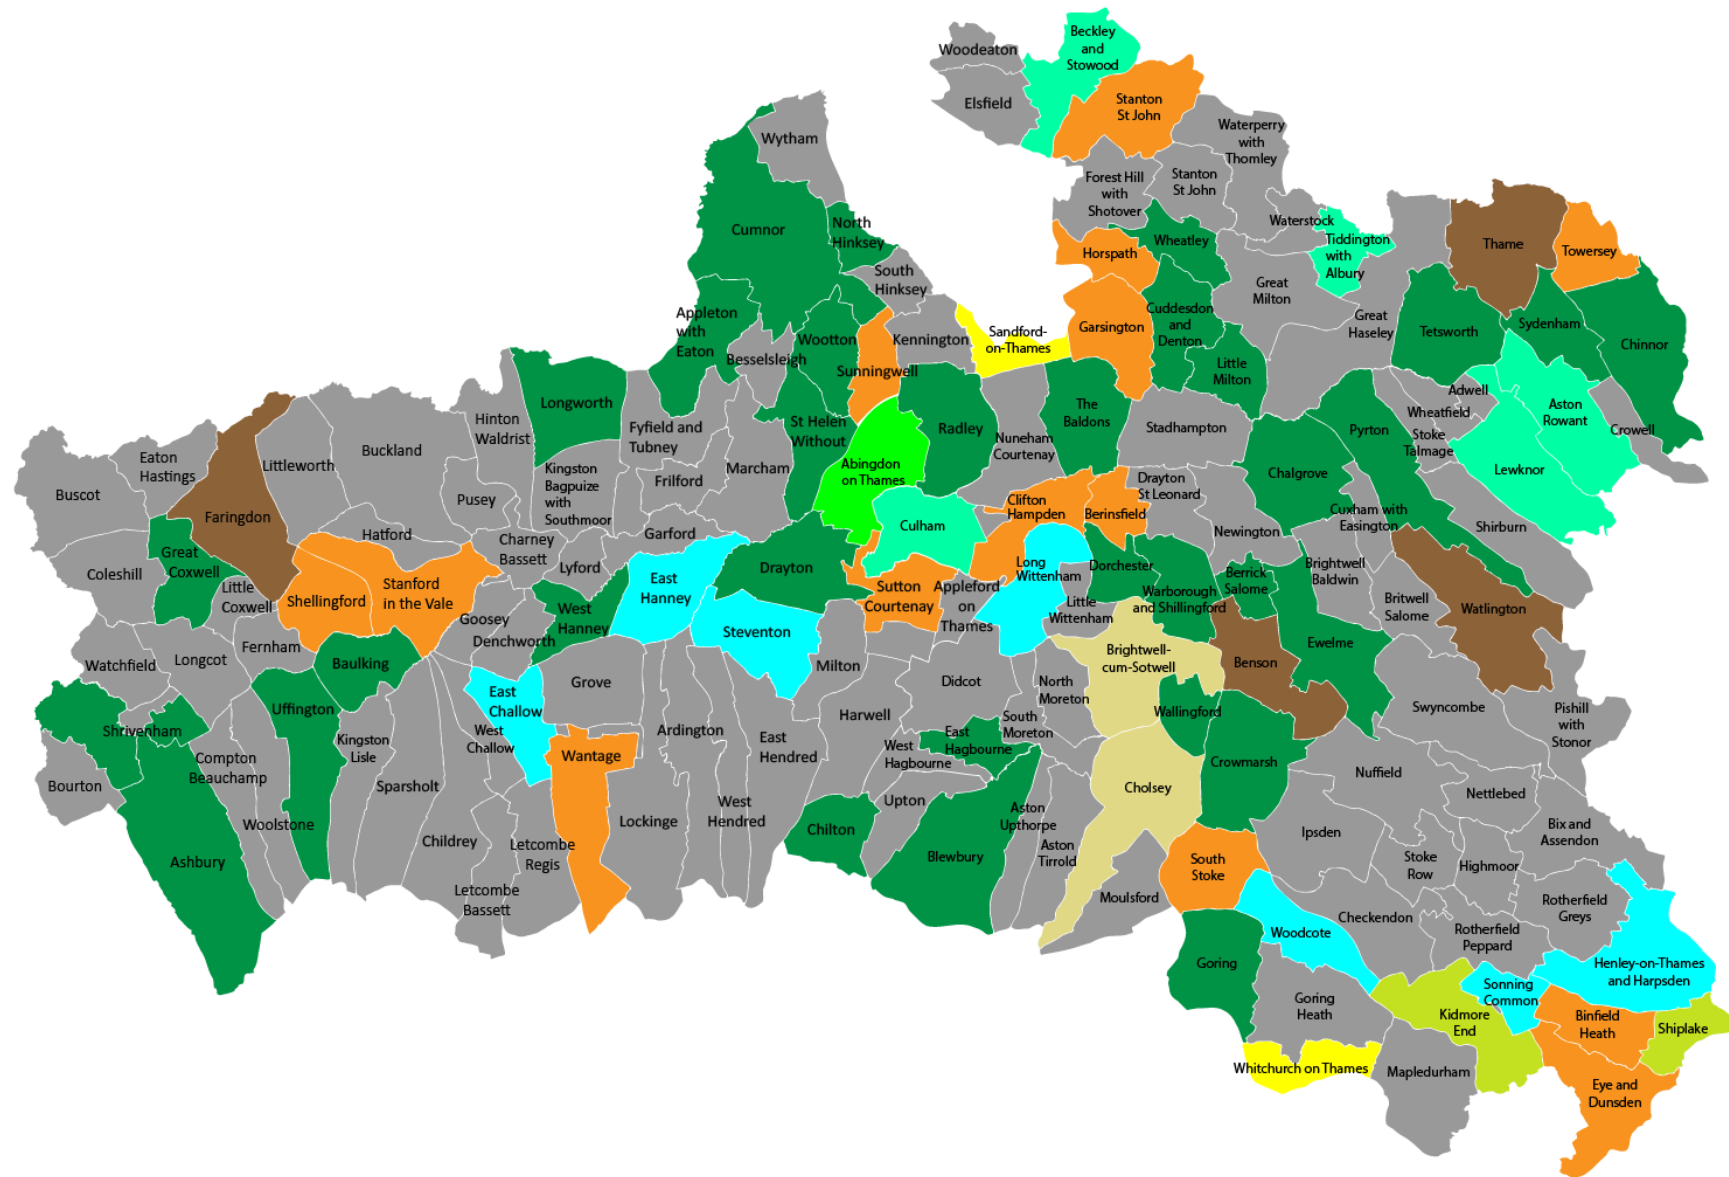 Beckley
and
Stowood
Woodeaton
Elsfield
Stanton
St John
Waterperry
with
Thomley
Wytham
Forest Hill
with
Shotover
Stanton
St John
Waterstock
Tiddington
with
Albury
Thame
Towersey
Cumnor
North
Hinksey
South
Hinksey
Horspath
Wheatley
Great
Milton
Great
Haseley
Tetsworth
Sydenham
Chinnor
Appleton
with
Eaton
Besselsleigh
Wootton
Sunningwell
Kennington
Sandford-
on-Thames
Garsington
Cuddesdon
and
Denton
Little
Milton
Longworth
Hinton
Waldrist
Fyfield and
Tubney
St Helen
Without
Radley
Nuneham
Courtenay
The
Baldons
Stadhampton
Pyrton
Adwell
Wheatfield
Stoke
Talmage
Aston
Rowant
Crowell
Lewknor
Buckland
Littleworth
Eaton
Hastings
Buscot
Faringdon
Pusey
Kingston
Bagpuize
with
Southmoor
Frilford
Marcham
Abingdon
on Thames
Culham
Clifton
Hampden
Berinsfield
Drayton
St Leonard
Chalgrove
Newington
Cuxham with
Easington
Shirburn
Hatford
Charney
Bassett
Garford
Lyford
Great
Coxwell
Coleshill
Little
Coxwell
Shellingford
Stanford
in the Vale
Goosey
Denchworth
West
Hanney
East
Hanney
Drayton
Steventon
Sutton
Courtenay
Appleford
on
Thames
Long
Wittenham
Little
Wittenham
Dorchester
Warborough
and Shillingford
Berrick
Salome
Brightwell
Baldwin
Britwell
Salome
Watlington
Ewelme
Benson
Brightwell-
cum-Sotwell
Watchfield
Longcot
Fernham
Baulking
Uffington
Shrivenham
Bourton
Compton
Beauchamp
Kingston
Lisle
Sparsholt
West
Challow
East
Challow
Grove
Wantage
Ardington
East
Hendred
Milton
Harwell
Didcot
North
Moreton
South
Moreton
East
Hagbourne
West
Hagbourne
Wallingford
Crowmarsh
Cholsey
Swyncombe
Pishill
with
Stonor
Nuffield
Nettlebed
Bix and
Assendon
Ashbury
Woolstone
Childrey
Letcombe
Regis
Letcombe
Bassett
Lockinge
West
Hendred
Chilton
Upton
Blewbury
Aston
Upthorpe
Aston
Tirrold
Moulsford
South
Stoke
Ipsden
Stoke
Row
Highmoor
Rotherfield
Greys
Checkendon
Rotherfield
Peppard
Woodcote
Goring
Goring
Heath
Henley-on-Thames
and Harpsden
Sonning
Common
Kidmore
End
Binfield
Heath
Shiplake
Whitchurch on Thames
Mapledurham
Eye and
Dunsden